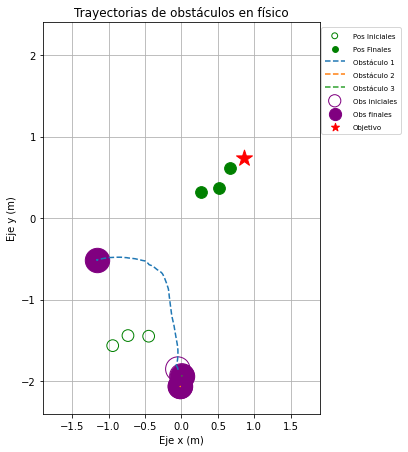 Trayectorias de obstáculos en físico
Pos Iniciales
Pos Finales
Obstáculo 1
Obstáculo 2
Obstáculo 3
Obs iniciales
Obs finales
Objetivo
Eje y (m)
2
1
0
−1
−2
−1.5
−1.0
−0.5
0.0
0.5
1.0
1.5
Eje x (m)